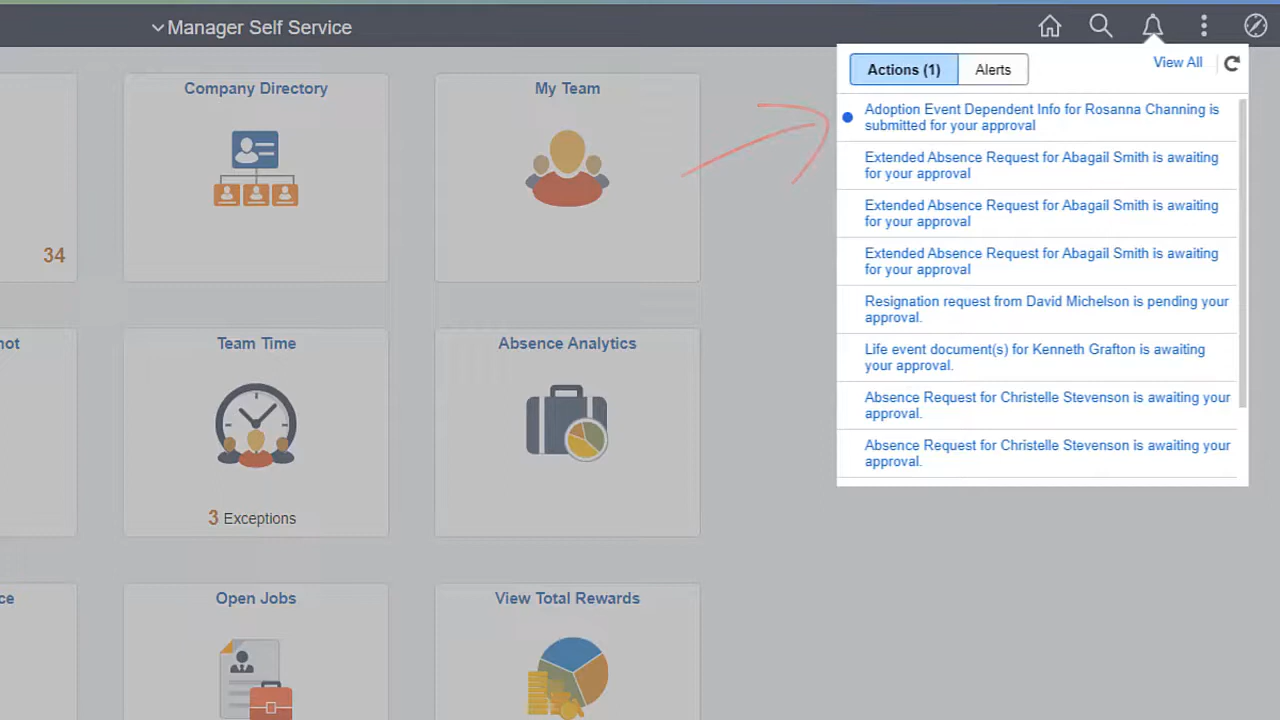 Manager Self Service
Actions (1)
Alerts
View All
Adoption Event Dependent Info for Rosanna Channing is
submitted for your approval
Extended Absence Request for Abagail Smith is awaiting
for your approval
Extended Absence Request for Abagail Smith is awaiting
for your approval
Extended Absence Request for Abagail Smith is awaiting
for your approval
Resignation request from David Michelson is pending your
approval.
Life event document(s) for Kenneth Grafton is awaiting
your approval.
Absence Request for Christelle Stevenson is awaiting your
approval.
Absence Request for Christelle Stevenson is awaiting your
approval.
34
Company Directory
My Team
Team Time
3 Exceptions
Absence Analytics
Open Jobs
View Total Rewards